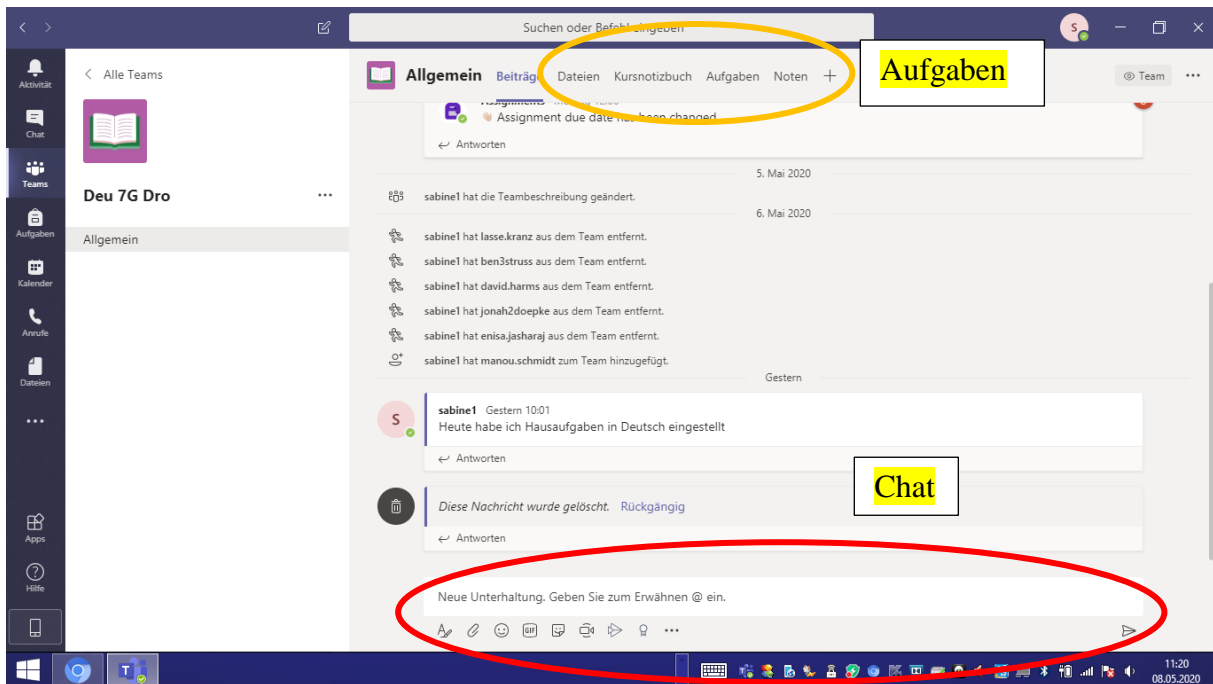 Suchen oder Befehl eingeben
S
Aktivität
Chat
Teams
Aufgaben
Kalender
Anrufe
Dateien
Apps
Hilfe
Alle Teams
Deu 7G Dro
Allgemein
Allgemein Beiträge Dateien Kursnotizbuch Aufgaben Noten +
Aufgaben
Team
Assignment due date has been changed
Antworten
5. Mai 2020
sabine1 hat die Teambeschreibung geändert.
6. Mai 2020
sabine1 hat lasse.kranz aus dem Team entfernt.
sabine1 hat ben3struss aus dem Team entfernt.
sabine1 hat david.harms aus dem Team entfernt.
sabine1 hat jonah2doepke aus dem Team entfernt.
sabine1 hat enisa.jasharaj aus dem Team entfernt.
sabine1 hat manou.schmidt zum Team hinzugefügt.
Gestern
S
sabine1 Gestern 10:01
Heute habe ich Hausaufgaben in Deutsch eingestellt
Antworten
Chat
Diese Nachricht wurde gelöscht. Rückgängig
Antworten
Neue Unterhaltung. Geben Sie zum Erwähnen @ ein.
GIF
11:20
08.05.2020